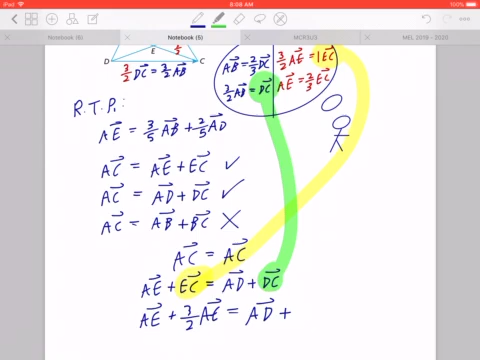 iPad
8:08 AM
100%
Notebook (6)
Notebook (5)
MCR3U3
MEL 2019 - 2020
D E 6/5 C
3/2 DC⃗ = 3/2 AB⃗
AB⃗ = 2/3 DC⃗
3/2 AB⃗ = DC⃗
3/2 AE⃗ = 1EC⃗
AE⃗ = 2/3 EC⃗
R.T.P.:
AE⃗ = 3/5 AB⃗ + 2/5 AD⃗
AC⃗ = AE⃗ + EC⃗ ✓
AC⃗ = AD⃗ + DC⃗ ✓
AC⃗ = AB⃗ + BC⃗ ✗
AC⃗ = AC⃗
AE⃗ + EC⃗ = AD⃗ + DC⃗
AE⃗ + 3/2 AE⃗ = AD⃗ +